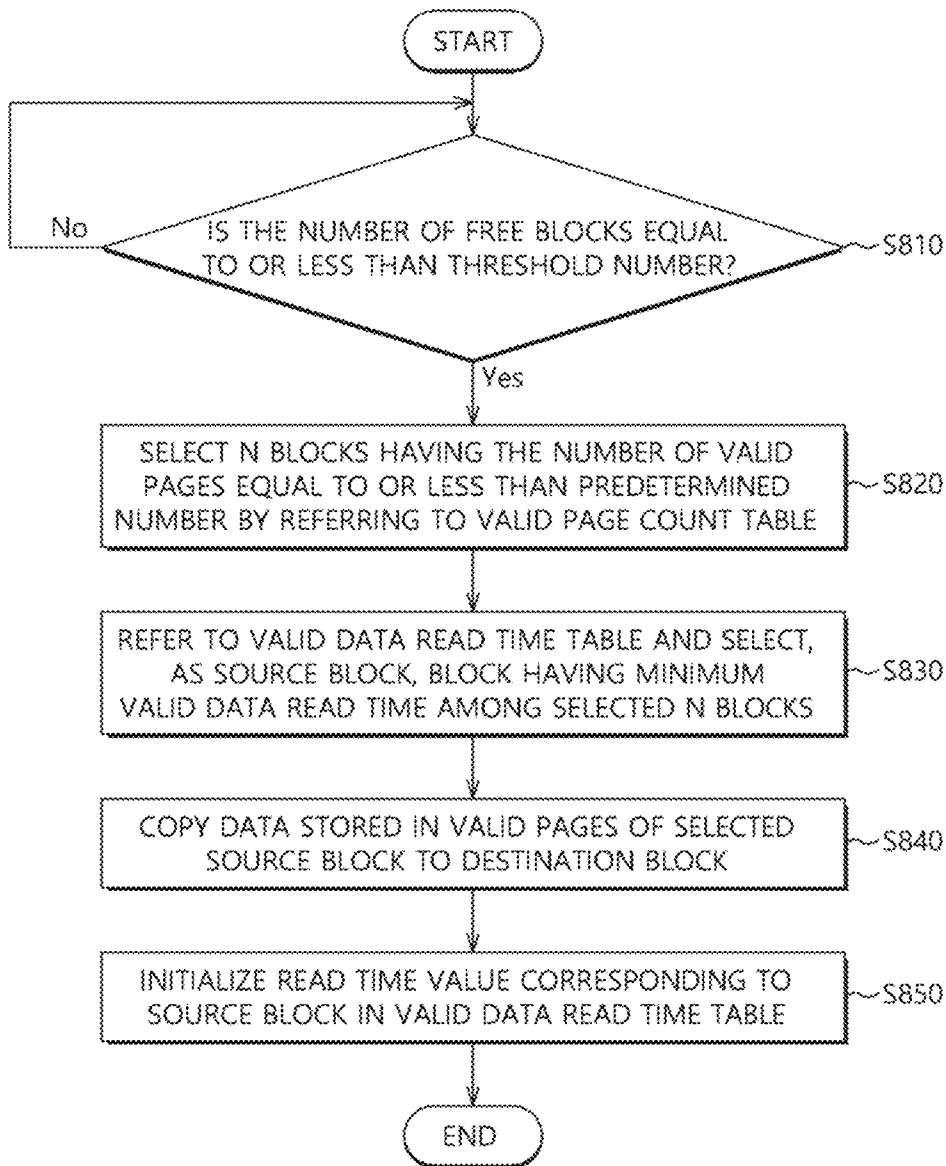 START
No
IS THE NUMBER OF FREE BLOCKS EQUAL
TO OR LESS THAN THRESHOLD NUMBER?
S810
Yes
SELECT N BLOCKS HAVING THE NUMBER OF VALID
PAGES EQUAL TO OR LESS THAN PREDETERMINED
NUMBER BY REFERRING TO VALID PAGE COUNT TABLE
S820
REFER TO VALID DATA READ TIME TABLE AND SELECT,
AS SOURCE BLOCK, BLOCK HAVING MINIMUM
VALID DATA READ TIME AMONG SELECTED N BLOCKS
S830
COPY DATA STORED IN VALID PAGES OF SELECTED
SOURCE BLOCK TO DESTINATION BLOCK
S840
INITIALIZE READ TIME VALUE CORRESPONDING TO
SOURCE BLOCK IN VALID DATA READ TIME TABLE
S850
END